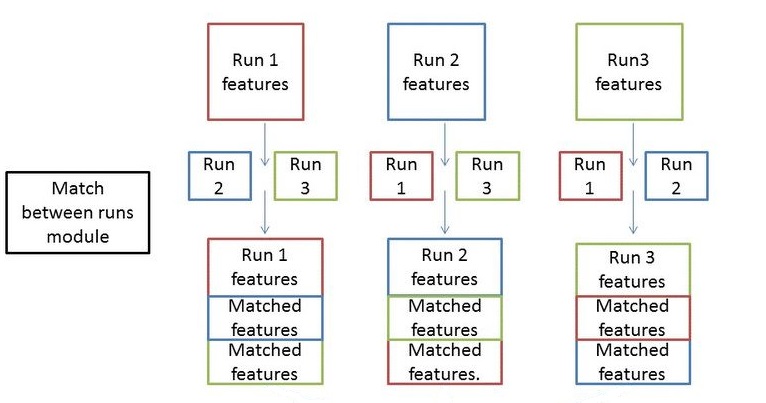 Run 1
features
Run 2
features
Run3
features
Run
2
Run
3
Run
1
Run
3
Run
1
Run
2
Match
between runs
module
Run 1
features
Matched
features
Matched
features
Run 2
features
Matched
features
Matched
features.
Run 3
features
Matched
features
Matched
features